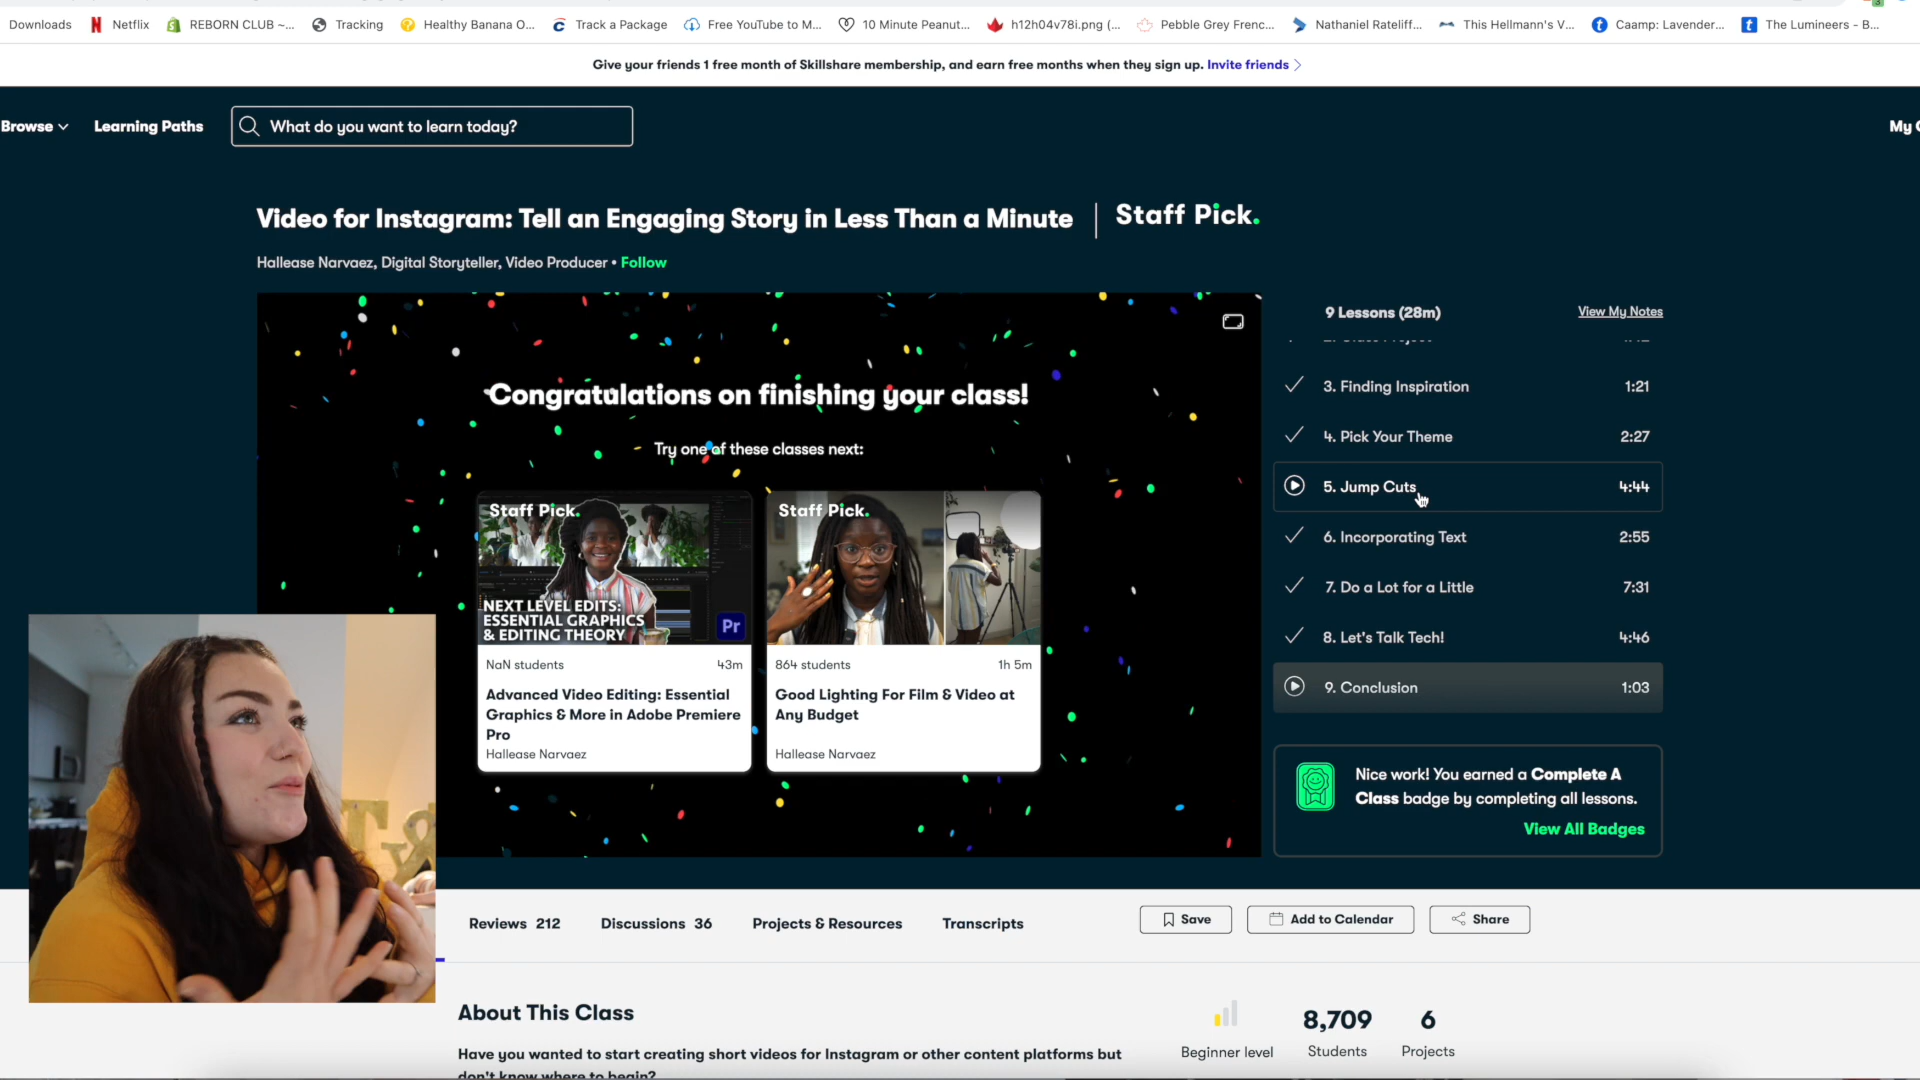 Downloads
Netflix
REBORN CLUB ~...
Tracking
Healthy Banana O...
Track a Package
Free YouTube to M...
10 Minute Peanut...
h12h04v78i.png (...
Pebble Grey Frenc...
Nathaniel Rateliff...
This Hellmann's V...
Caamp: Lavender...
The Lumineers - B...
Give your friends 1 free month of Skillshare membership, and earn free months when they sign up. Invite friends
Browse
Learning Paths
What do you want to learn today?
My
Video for Instagram: Tell an Engaging Story in Less Than a Minute
Staff Pick.
Hallease Narvaez, Digital Storyteller, Video Producer • Follow
Congratulations on finishing your class!
Try one of these classes next:
Staff Pick.
NEXT LEVEL EDITS:
ESSENTIAL GRAPHICS
& EDITING THEORY
Pr
NaN students 43m
Advanced Video Editing: Essential
Graphics & More in Adobe Premiere
Pro
Hallease Narvaez
Staff Pick.
864 students 1h 5m
Good Lighting For Film & Video at
Any Budget
Hallease Narvaez
9 Lessons (28m)
View My Notes
3. Finding Inspiration 1:21
4. Pick Your Theme 2:27
5. Jump Cuts 4:44
6. Incorporating Text 2:55
7. Do a Lot for a Little 7:31
8. Let's Talk Tech! 4:46
9. Conclusion 1:03
Nice work! You earned a Complete A
Class badge by completing all lessons.
View All Badges
Reviews 212
Discussions 36
Projects & Resources
Transcripts
Save
Add to Calendar
Share
About This Class
Have you wanted to start creating short videos for Instagram or other content platforms but
don't know where to begin?
Beginner level
8,709
Students
6
Projects